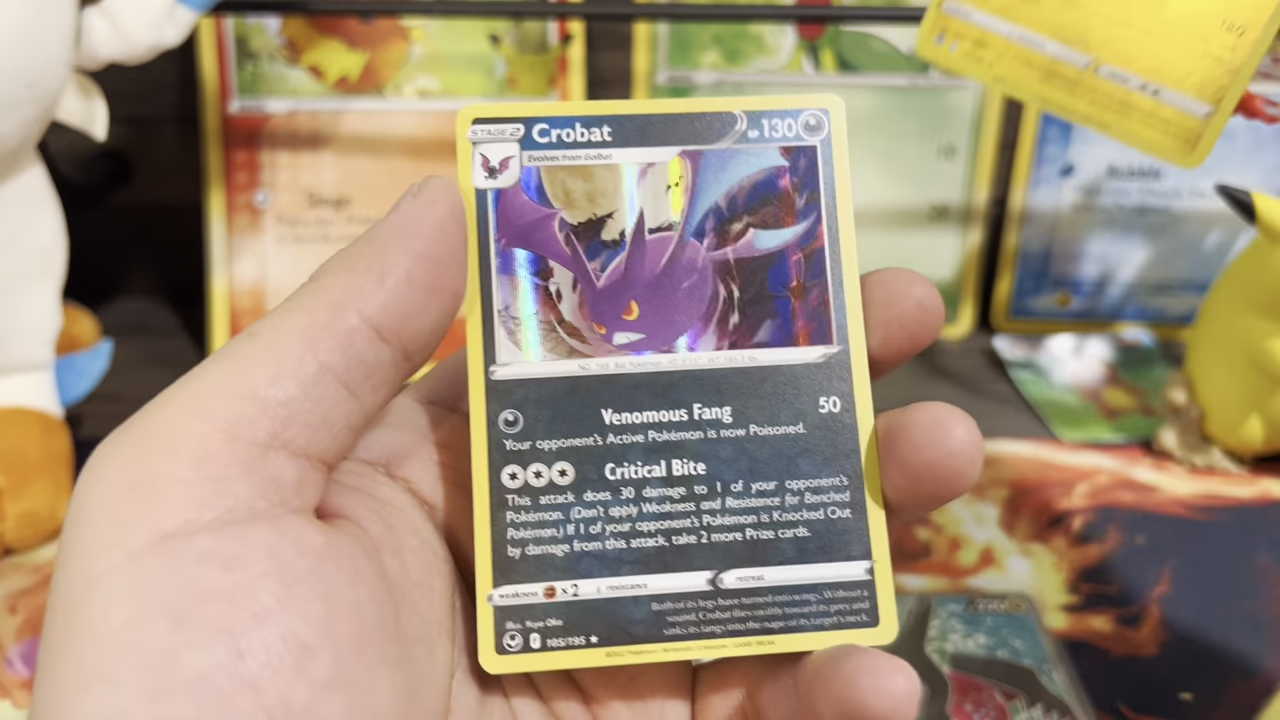 STAGE 2
Crobat
HP 130
Evolves from Golbat
Venomous Fang 50
Your opponent's Active Pokémon is now Poisoned.
Critical Bite
This attack does 30 damage to 1 of your opponent's
Pokémon. (Don't apply Weakness and Resistance for Benched
Pokémon.) If 1 of your opponent's Pokémon is Knocked Out
by damage from this attack, take 2 more Prize cards.
weakness ×2 resistance retreat
Both of its legs have turned into wings. Without a
sound, Crobat flies swiftly toward its prey and
sinks its fangs into the nape of its target's neck.
105/195
Bubble